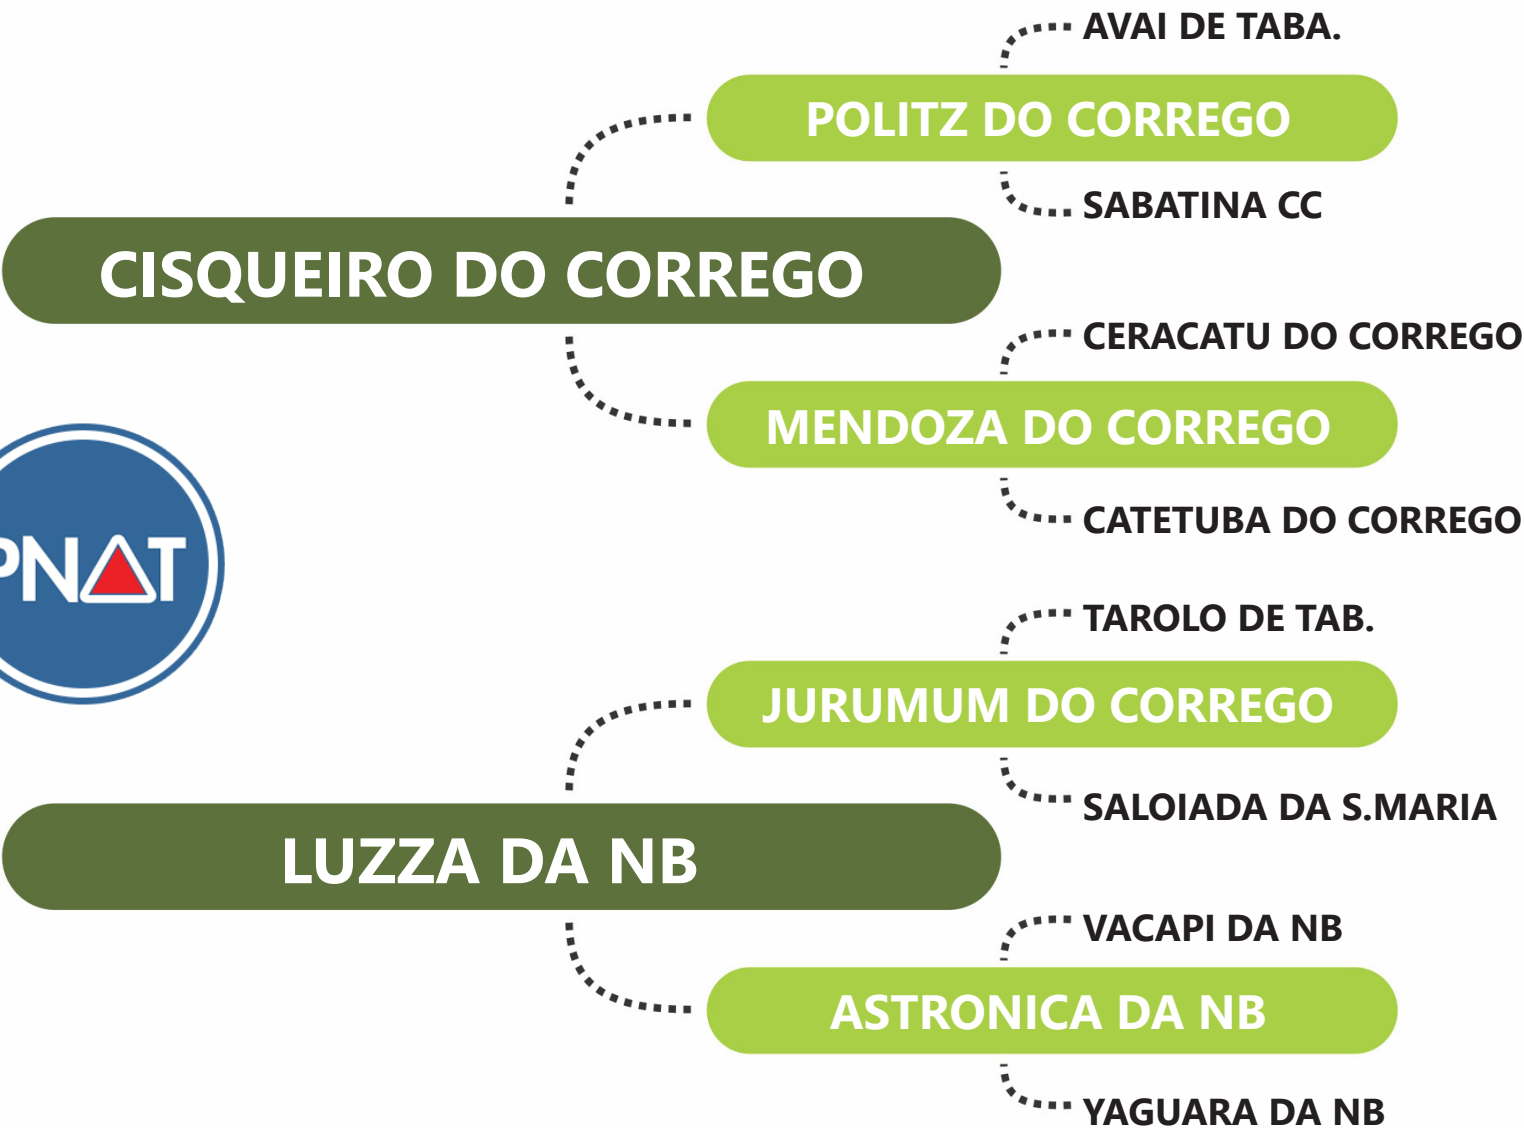 AVAI DE TABA.
POLITZ DO CORREGO
SABATINA CC
CISQUEIRO DO CORREGO
CERACATU DO CORREGO
MENDOZA DO CORREGO
CATETUBA DO CORREGO
PNAT
TAROLO DE TAB.
JURUMUM DO CORREGO
SALOIADA DA S.MARIA
LUZZA DA NB
VACAPI DA NB
ASTRONICA DA NB
YAGUARA DA NB